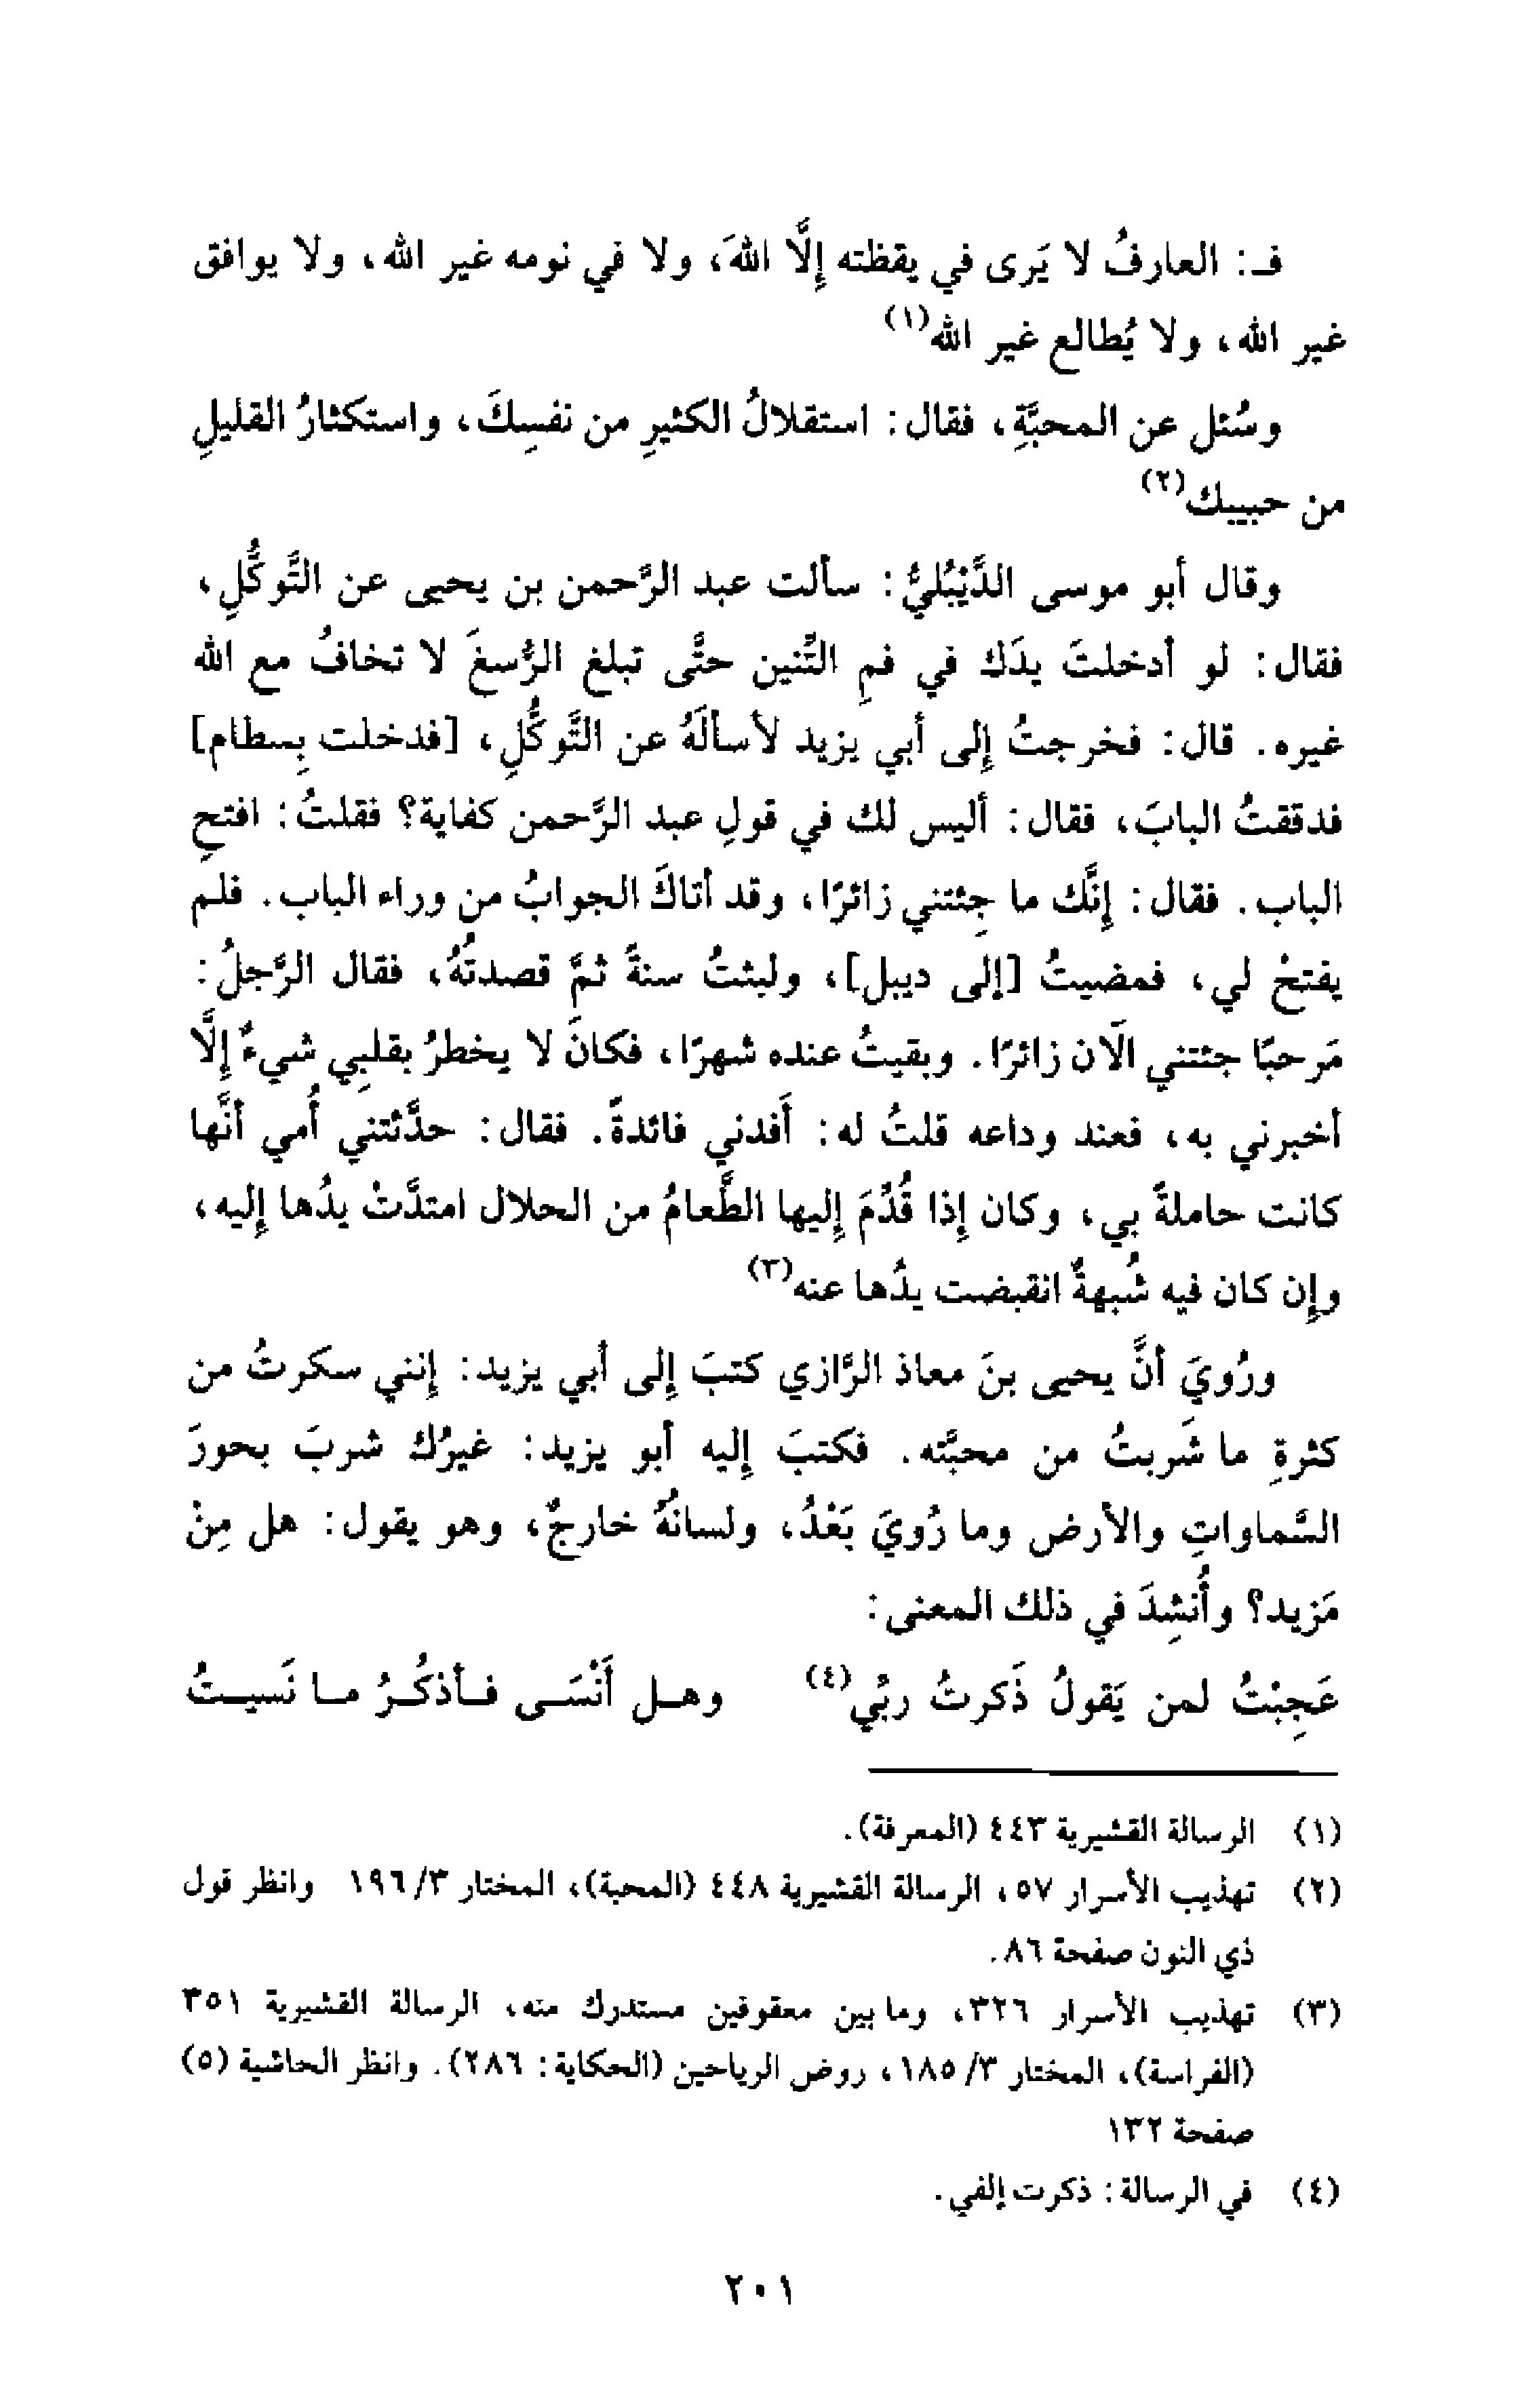 فـ: العارفُ لا يَرى في يقظته إلَّا اللهَ، ولا في نومه غير الله، ولا يوافق
غير الله، ولا يُطالع غير الله(١)
وسُئل عن المحبَّةِ، فقال: استقلالُ الكثيرِ من نفسِكَ، واستكثارُ القليلِ
من حبيبك(٢)
وقال أبو موسى الدَّيْبُليُّ: سألت عبد الرَّحمن بن يحيى عن التَّوكُّلِ،
فقال: لو أدخلتَ يدَك في فمِ التِّنين حتَّى تبلغ الرُّسغَ لا تخافُ مع الله
غيره. قال: فخرجتُ إلى أبي يزيد لأسألَهُ عن التَّوكُّلِ، [فدخلت بِسطام]
فدققتُ البابَ، فقال: أليس لك في قولِ عبد الرَّحمن كفاية؟ فقلتُ: افتحِ
الباب. فقال: إنَّك ما جِئتني زائرًا، وقد أتاكَ الجوابُ من وراء الباب. فلم
يفتحْ لي، فمضيتُ [إلى ديبل]، ولبثتُ سنةً ثمَّ قصدتُهُ، فقال الرَّجلُ:
مَرحبًا جئتني الآن زائرًا. وبقيتُ عنده شهرًا، فكانَ لا يخطرُ بقلبِي شيءٌ إلَّا
أخبرني به، فعند وداعه قلتُ له: أَفدني فائدةً. فقال: حدَّثتني أُمي أنَّها
كانت حاملةً بي، وكان إذا قُدِّمَ إليها الطَّعامُ من الحلال امتدَّتْ يدُها إليه،
وإن كان فيه شُبهةٌ انقبضت يدُها عنه(٣)
ورُويَ أنَّ يحيى بنَ معاذ الرَّازي كتبَ إلى أبي يزيد: إنني سكرتُ من
كثرةِ ما شَربتُ من محبَّته. فكتبَ إليه أبو يزيد: غيرُك شربَ بحورَ
السَّماواتِ والأرض وما رُويَ بَعْدُ، ولسانُهُ خارجٌ، وهو يقول: هل مِنْ
مَزيد؟ وأُنشِدَ في ذلك المعنى:
عَجِبْتُ لمن يَقولُ ذَكرتُ ربِّي(٤) وهـل أَنْسَـى فـأذكُـرُ مـا نَسيـتُ
(١) الرسالة القشيرية ٤٤٣ (المعرفة).
(٢) تهذيب الأسرار ٥٧، الرسالة القشيرية ٤٤٨ (المحبة)، المختار ٣/ ١٩٦ وانظر قول
ذي النون صفحة ٨٦.
(٣) تهذيب الأسرار ٣٢٦، وما بين معقوفين مستدرك منه، الرسالة القشيرية ٣٥١
(الفراسة)، المختار ٣/ ١٨٥، روض الرياحين (الحكاية: ٢٨٦). وانظر الحاشية (٥)
صفحة ١٣٢
(٤) في الرسالة: ذكرت إلفي.
٢٠١